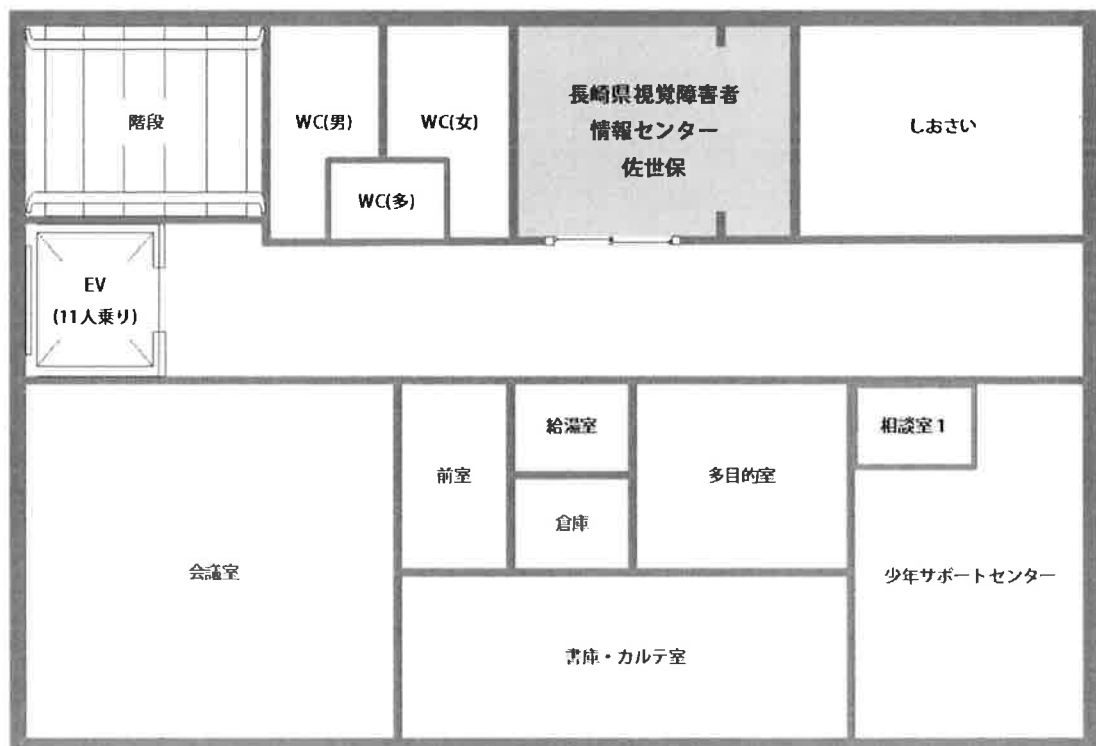 階段
WC(男)
WC(女)
WC(多)
長崎県視覚障害者
情報センター
佐世保
しおさい
EV
(11人乗り)
会議室
前室
給湯室
倉庫
多目的室
相談室1
少年サポートセンター
書庫・カルテ室